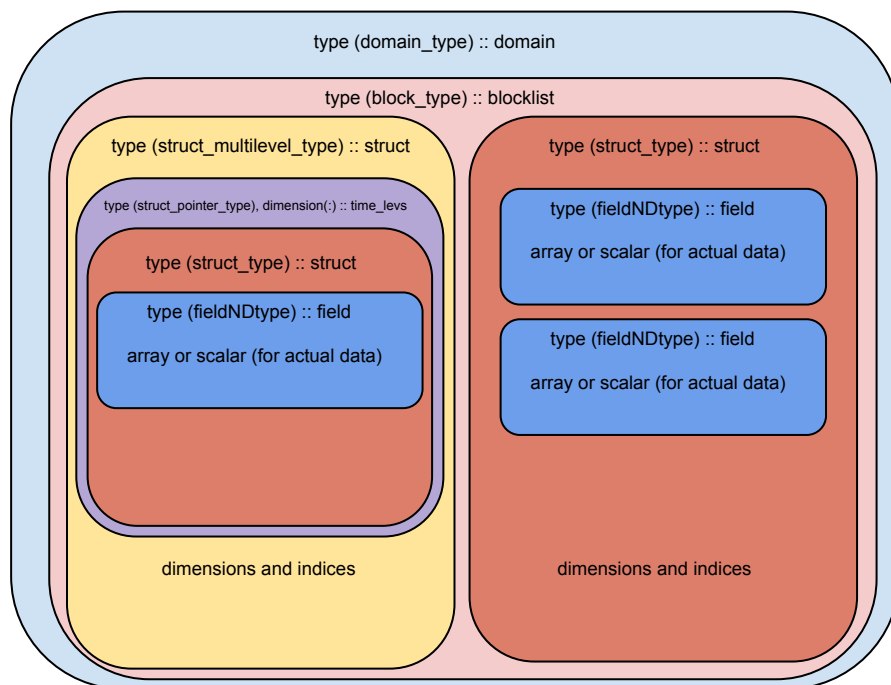 type (domain_type) :: domain
type (block_type) :: blocklist
type (struct_multilevel_type) :: struct
type (struct_pointer_type), dimension(:) :: time_levs
type (struct_type) :: struct
type (fieldNDtype) :: field
array or scalar (for actual data)
dimensions and indices
type (struct_type) :: struct
type (fieldNDtype) :: field
array or scalar (for actual data)
type (fieldNDtype) :: field
array or scalar (for actual data)
dimensions and indices